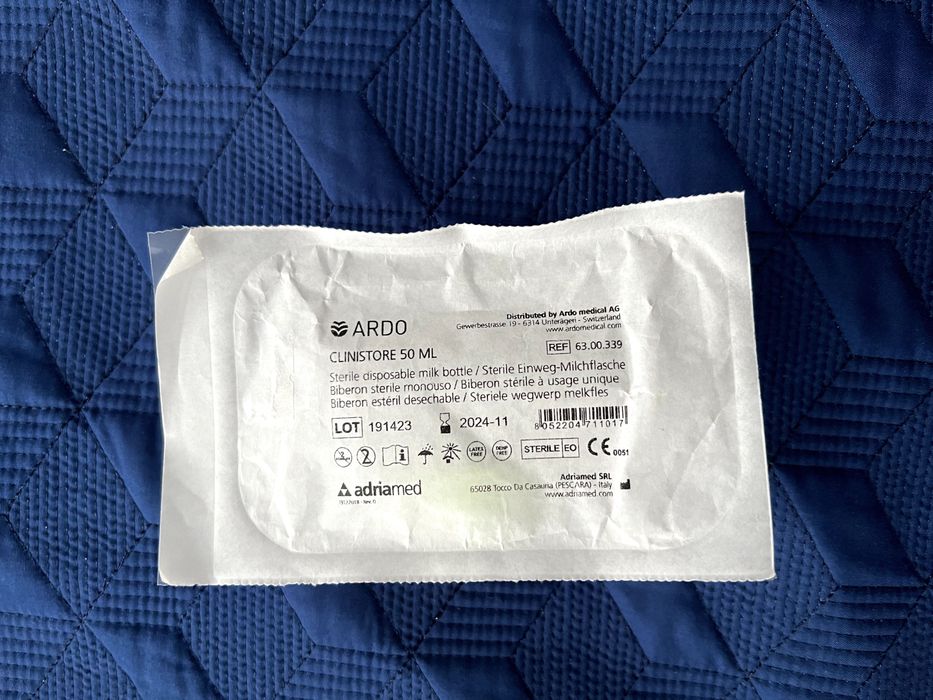 ARDO
Distributed by Ardo medical AG
Gewerbestrasse 19 - 6314 Unterägeri - Switzerland
www.ardomedical.com
CLINISTORE 50 ML
REF 63.00.339
Sterile disposable milk bottle / Sterile Einweg-Milchflasche
Biberon sterile monouso / Biberon stérile à usage unique
Biberon estéril desechable / Steriele wegwerp melkfles
LOT 191423
2024-11
8 052204 711017
2
i
LATEX FREE
DEHP FREE
STERILE EO
CE 0051
adriamed
Adriamed SRL
65028 Tocco Da Casauria (PESCARA) - Italy
www.adriamed.com